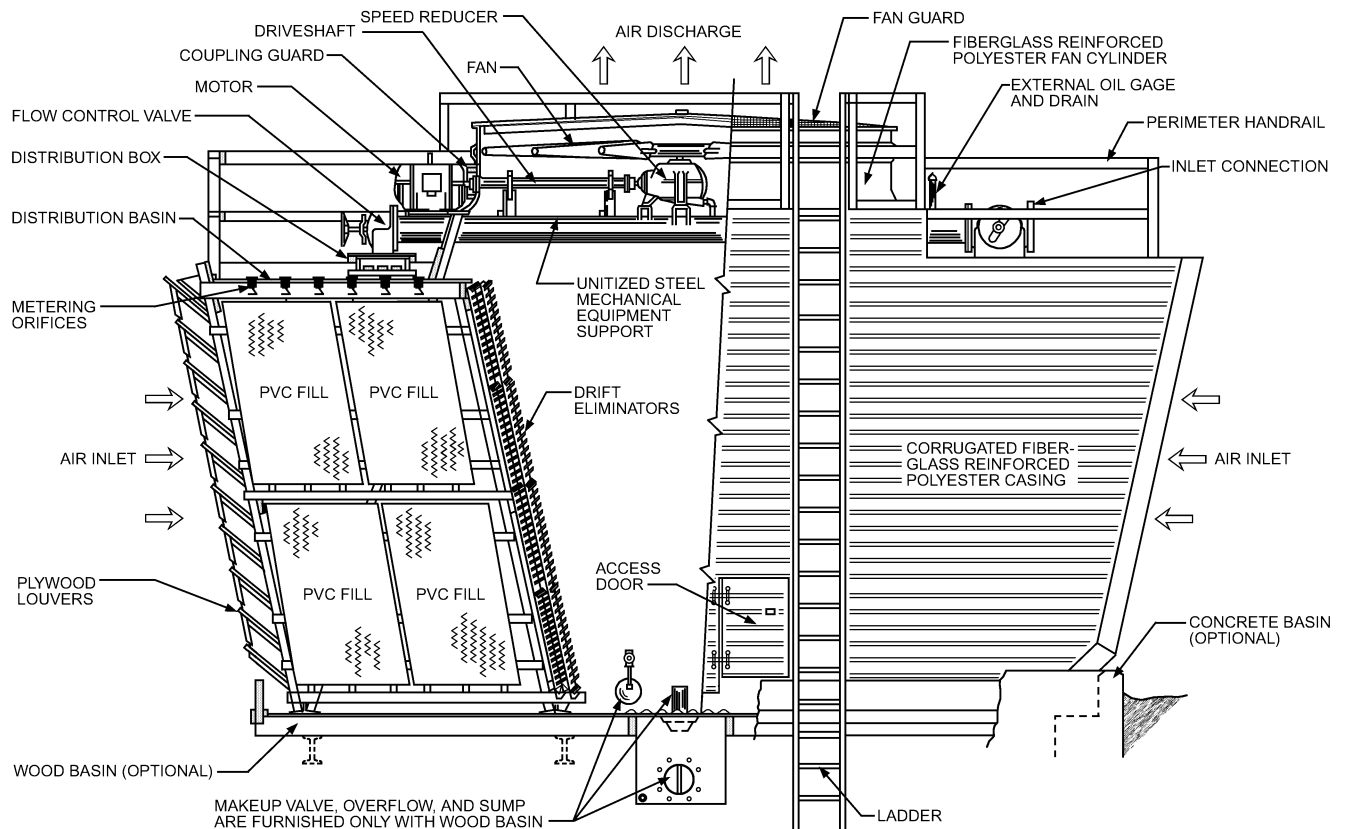 SPEED REDUCER
DRIVESHAFT
COUPLING GUARD
MOTOR
FLOW CONTROL VALVE
DISTRIBUTION BOX
DISTRIBUTION BASIN
METERING
ORIFICES
FAN
AIR DISCHARGE
FAN GUARD
FIBERGLASS REINFORCED
POLYESTER FAN CYLINDER
EXTERNAL OIL GAGE
AND DRAIN
PERIMETER HANDRAIL
INLET CONNECTION
UNITIZED STEEL
MECHANICAL
EQUIPMENT
SUPPORT
PVC FILL
PVC FILL
DRIFT
ELIMINATORS
AIR INLET
CORRUGATED FIBER-
GLASS REINFORCED
POLYESTER CASING
AIR INLET
PLYWOOD
LOUVERS
PVC FILL
PVC FILL
ACCESS
DOOR
CONCRETE BASIN
(OPTIONAL)
WOOD BASIN (OPTIONAL)
MAKEUP VALVE, OVERFLOW, AND SUMP
ARE FURNISHED ONLY WITH WOOD BASIN
LADDER